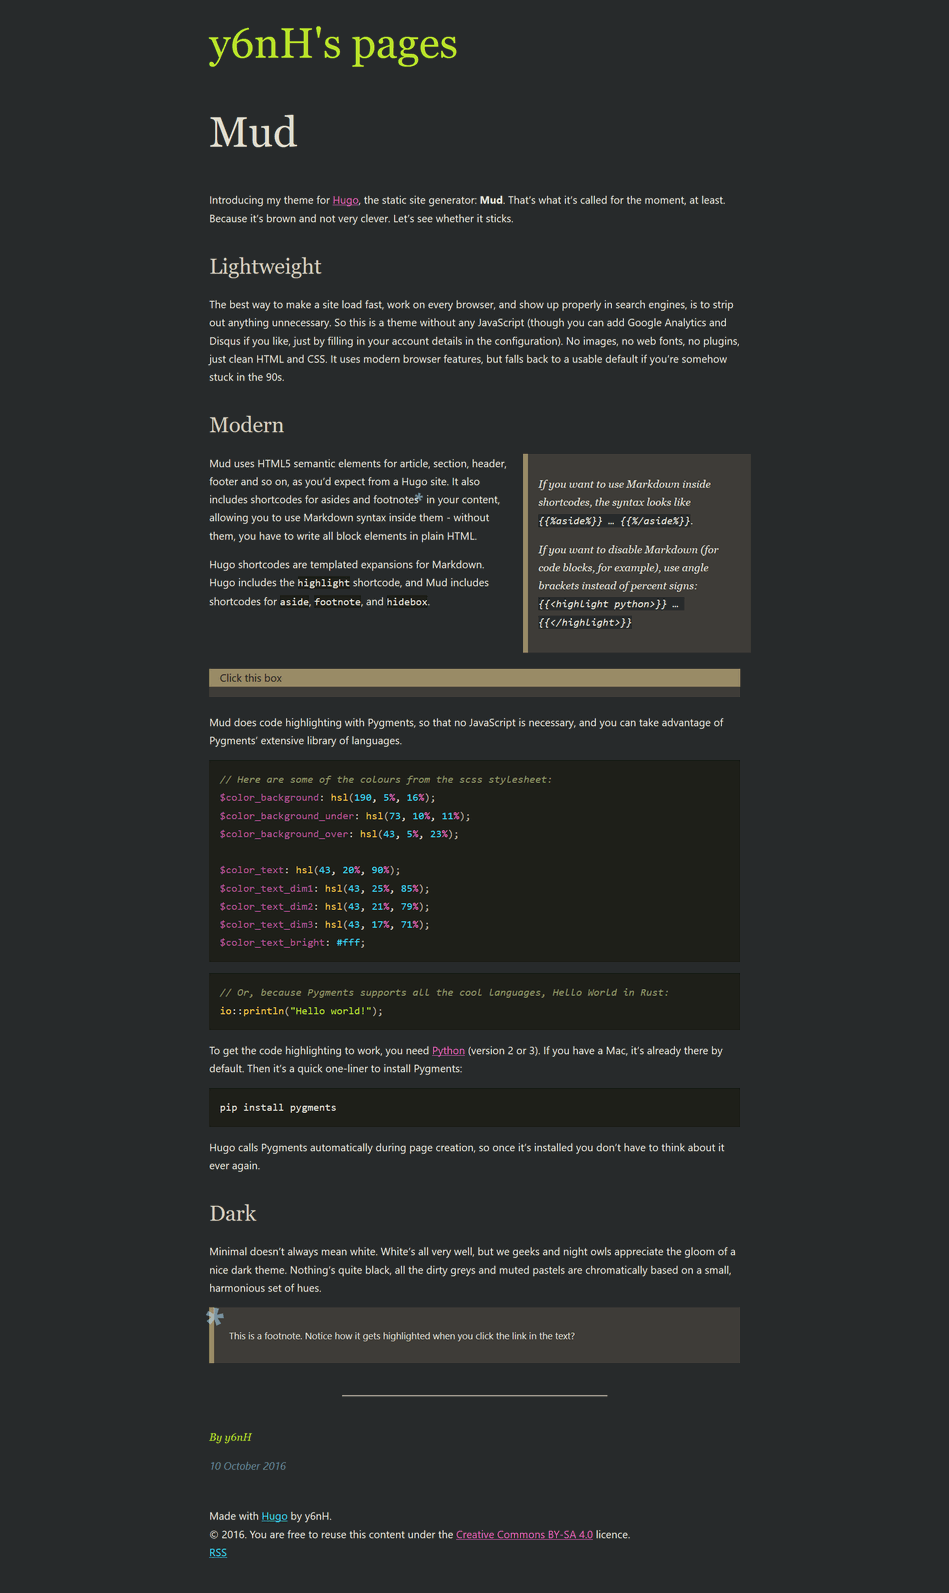 y6nH's pages
Mud
Introducing my theme for Hugo, the static site generator: Mud. That’s what it’s called for the moment, at least.
Because it’s brown and not very clever. Let’s see whether it sticks.
Lightweight
The best way to make a site load fast, work on every browser, and show up properly in search engines, is to strip
out anything unnecessary. So this is a theme without any JavaScript (though you can add Google Analytics and
Disqus if you like, just by filling in your account details in the configuration). No images, no web fonts, no plugins,
just clean HTML and CSS. It uses modern browser features, but falls back to a usable default if you’re somehow
stuck in the 90s.
Modern
Mud uses HTML5 semantic elements for article, section, header,
footer and so on, as you’d expect from a Hugo site. It also
includes shortcodes for asides and footnotes* in your content,
allowing you to use Markdown syntax inside them - without
them, you have to write all block elements in plain HTML.
Hugo shortcodes are templated expansions for Markdown.
Hugo includes the highlight shortcode, and Mud includes
shortcodes for aside, footnote, and hidebox.
If you want to use Markdown inside
shortcodes, the syntax looks like
{{%aside%}} … {{%/aside%}}.
If you want to disable Markdown (for
code blocks, for example), use angle
brackets instead of percent signs:
{{<highlight python>}} …
{{</highlight>}}
Click this box
Mud does code highlighting with Pygments, so that no JavaScript is necessary, and you can take advantage of
Pygments’ extensive library of languages.
// Here are some of the colours from the scss stylesheet:
$color_background: hsl(190, 5%, 16%);
$color_background_under: hsl(73, 10%, 11%);
$color_background_over: hsl(43, 5%, 23%);
$color_text: hsl(43, 20%, 90%);
$color_text_dim1: hsl(43, 25%, 85%);
$color_text_dim2: hsl(43, 21%, 79%);
$color_text_dim3: hsl(43, 17%, 71%);
$color_text_bright: #fff;
// Or, because Pygments supports all the cool languages, Hello World in Rust:
io::println("Hello world!");
To get the code highlighting to work, you need Python (version 2 or 3). If you have a Mac, it’s already there by
default. Then it’s a quick one-liner to install Pygments:
pip install pygments
Hugo calls Pygments automatically during page creation, so once it’s installed you don’t have to think about it
ever again.
Dark
Minimal doesn’t always mean white. White’s all very well, but we geeks and night owls appreciate the gloom of a
nice dark theme. Nothing’s quite black, all the dirty greys and muted pastels are chromatically based on a small,
harmonious set of hues.
*
This is a footnote. Notice how it gets highlighted when you click the link in the text?
By y6nH
10 October 2016
Made with Hugo by y6nH.
© 2016. You are free to reuse this content under the Creative Commons BY-SA 4.0 licence.
RSS